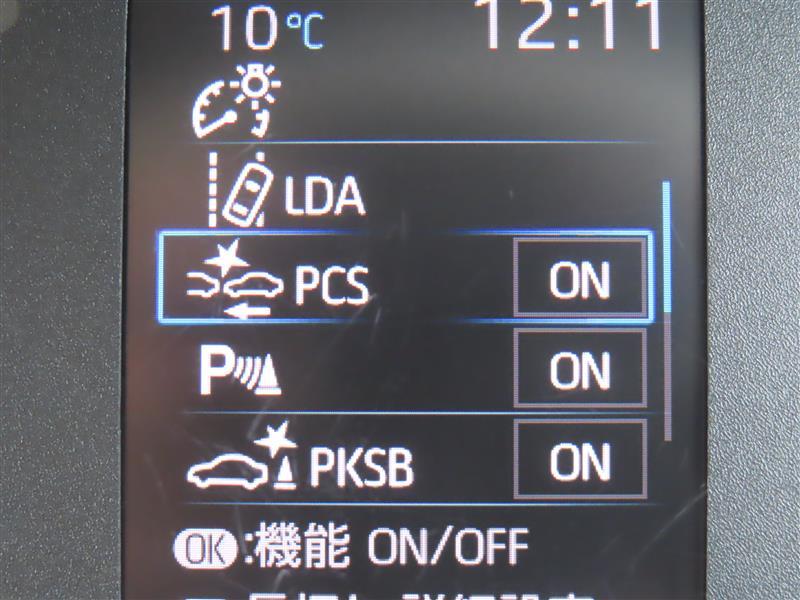 10℃ 12:11
LDA
PCS ON
P ON
PKSB ON
OK:機能 ON/OFF